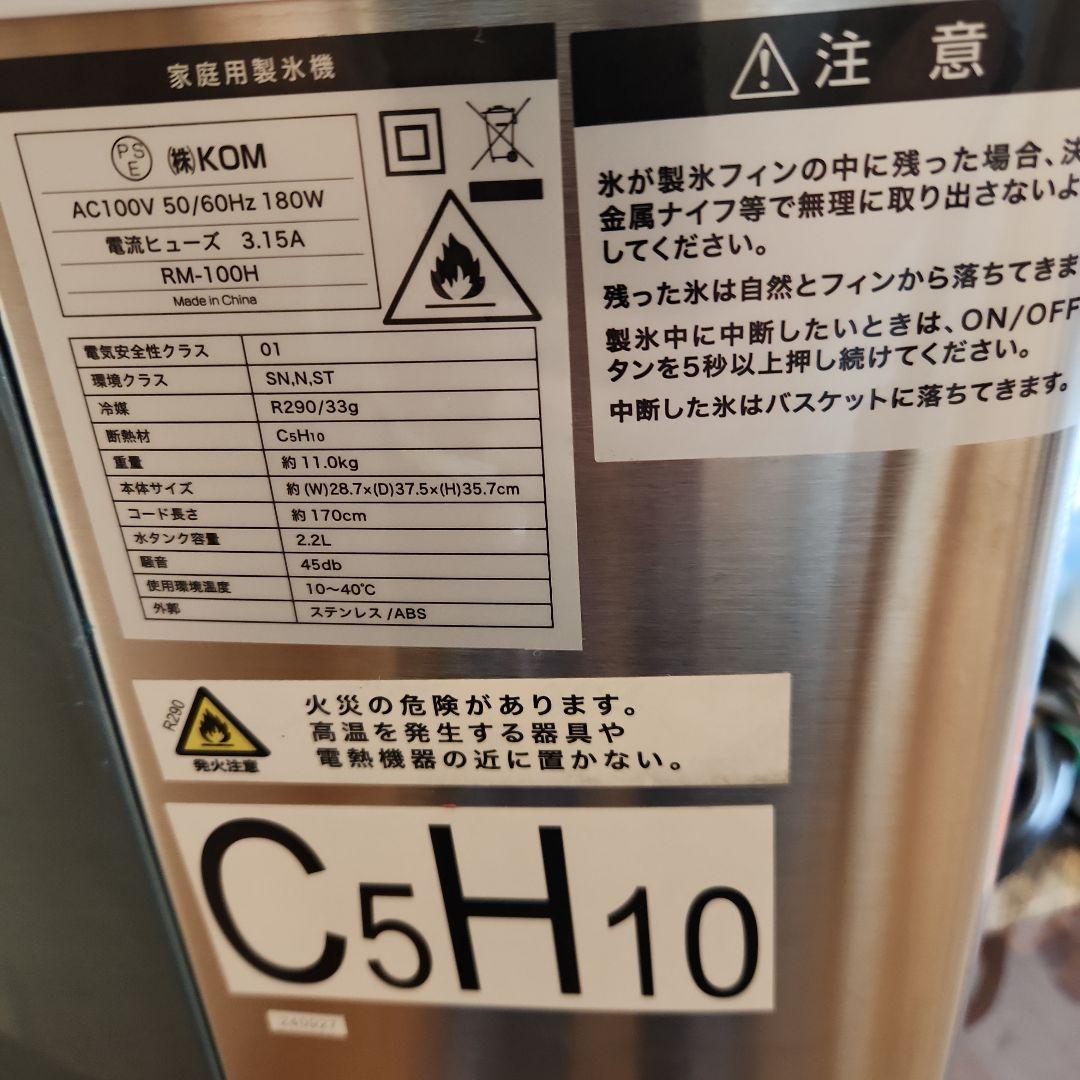 家庭用製氷機
PSE ㈱KOM
AC100V 50/60Hz 180W
電流ヒューズ 3.15A
RM-100H
Made in China
電気安全性クラス 01
環境クラス SN,N,ST
冷媒 R290/33g
断熱材 C5H10
重量 約11.0kg
本体サイズ 約(W)28.7×(D)37.5×(H)35.7cm
コード長さ 約170cm
水タンク容量 2.2L
騒音 45db
使用環境温度 10～40℃
外郭 ステンレス/ABS
注意
氷が製氷フィンの中に残った場合、決
金属ナイフ等で無理に取り出さないよ
してください。
残った氷は自然とフィンから落ちてきま
製氷中に中断したいときは、ON/OFF
タンを5秒以上押し続けてください。
中断した氷はバスケットに落ちてきます。
R290
発火注意
火災の危険があります。
高温を発生する器具や
電熱機器の近に置かない。
C5H10